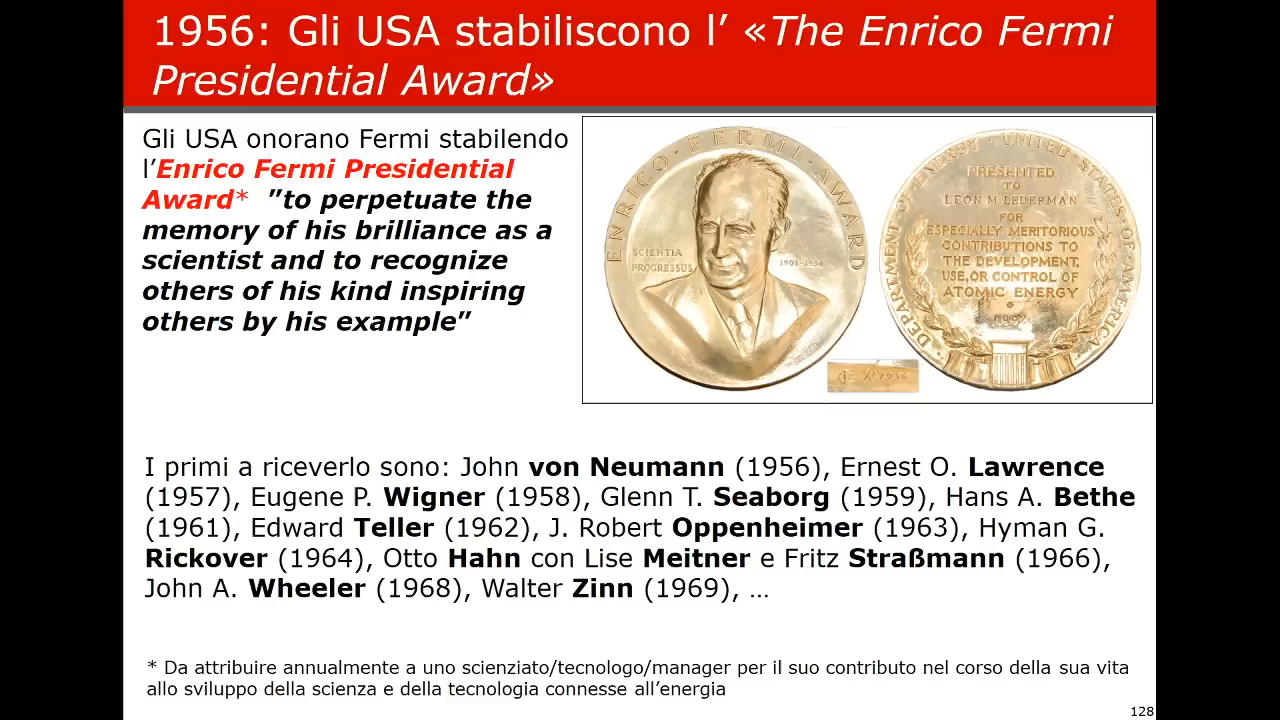 1956: Gli USA stabiliscono l’ «The Enrico Fermi
Presidential Award»
Gli USA onorano Fermi stabilendo
l’Enrico Fermi Presidential
Award* ”to perpetuate the
memory of his brilliance as a
scientist and to recognize
others of his kind inspiring
others by his example”
ENRICO · FERMI · AWARD
SCIENTIA
PROGRESSUS
1901-1954
DEPARTMENT OF ENERGY · UNITED STATES OF AMERICA
PRESENTED
TO
LEON M. LEDERMAN
FOR
ESPECIALLY MERITORIOUS
CONTRIBUTIONS TO
THE DEVELOPMENT,
USE, OR CONTROL OF
ATOMIC ENERGY
I primi a riceverlo sono: John von Neumann (1956), Ernest O. Lawrence
(1957), Eugene P. Wigner (1958), Glenn T. Seaborg (1959), Hans A. Bethe
(1961), Edward Teller (1962), J. Robert Oppenheimer (1963), Hyman G.
Rickover (1964), Otto Hahn con Lise Meitner e Fritz Straßmann (1966),
John A. Wheeler (1968), Walter Zinn (1969), …
* Da attribuire annualmente a uno scienziato/tecnologo/manager per il suo contributo nel corso della sua vita
allo sviluppo della scienza e della tecnologia connesse all’energia
128